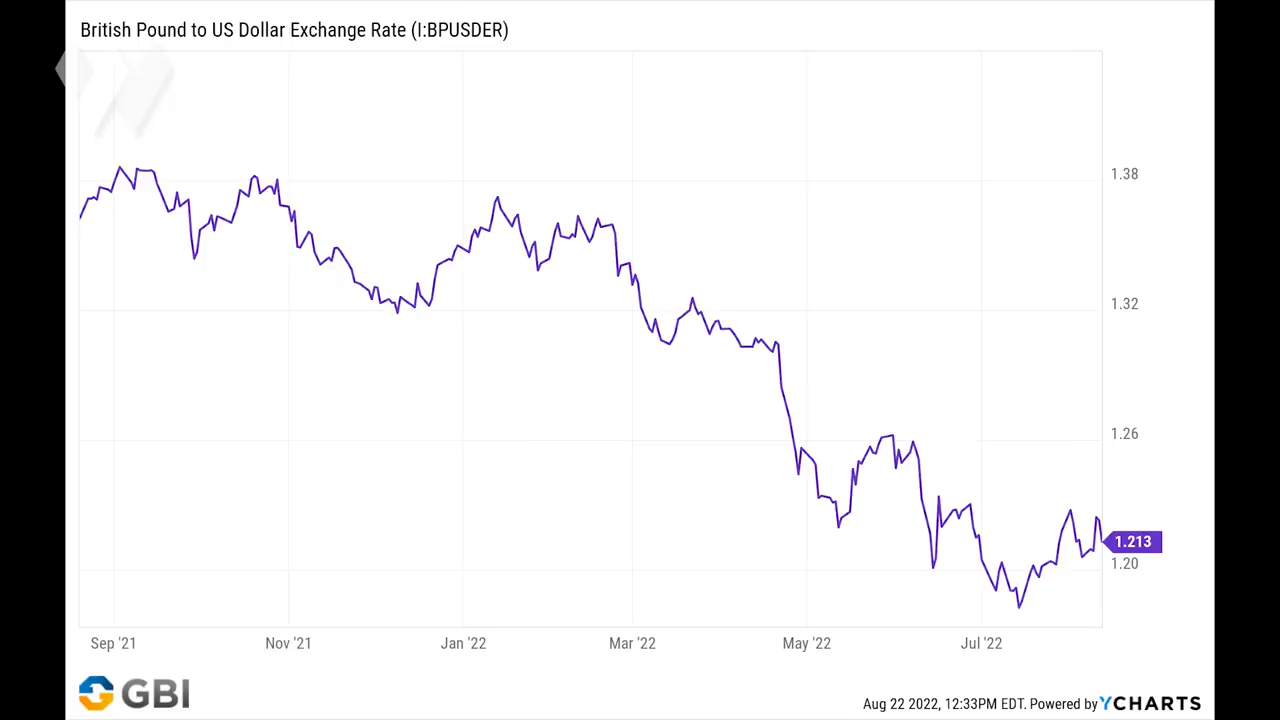 British Pound to US Dollar Exchange Rate (I:BPUSDER)
1.38
1.32
1.26
1.213
1.20
Sep '21 Nov '21 Jan '22 Mar '22 May '22 Jul '22
GBI
Aug 22 2022, 12:33PM EDT. Powered by YCHARTS